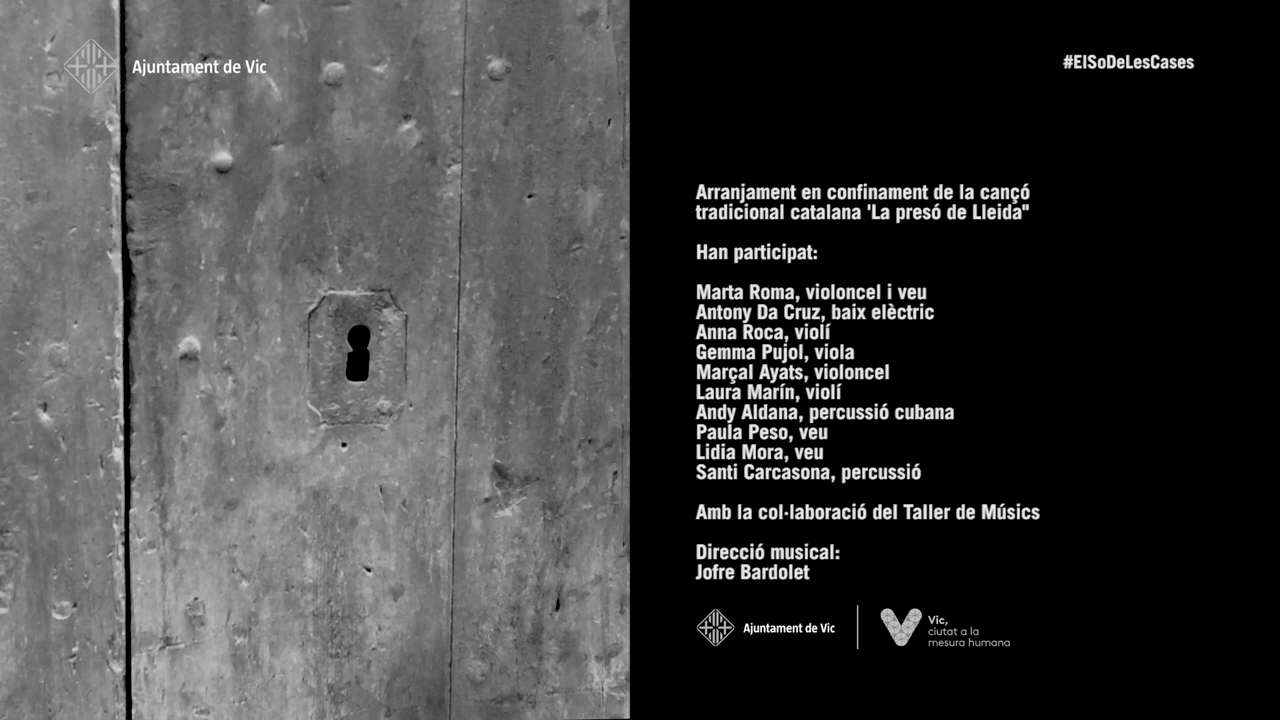 Ajuntament de Vic
#ElSoDeLesCases
Arranjament en confinament de la cançó
tradicional catalana 'La presó de Lleida"
Han participat:
Marta Roma, violoncel i veu
Antony Da Cruz, baix elèctric
Anna Roca, violí
Gemma Pujol, viola
Marçal Ayats, violoncel
Laura Marín, violí
Andy Aldana, percussió cubana
Paula Peso, veu
Lidia Mora, veu
Santi Carcasona, percussió
Amb la col·laboració del Taller de Músics
Direcció musical:
Jofre Bardolet
Ajuntament de Vic
Vic,
ciutat a la
mesura humana